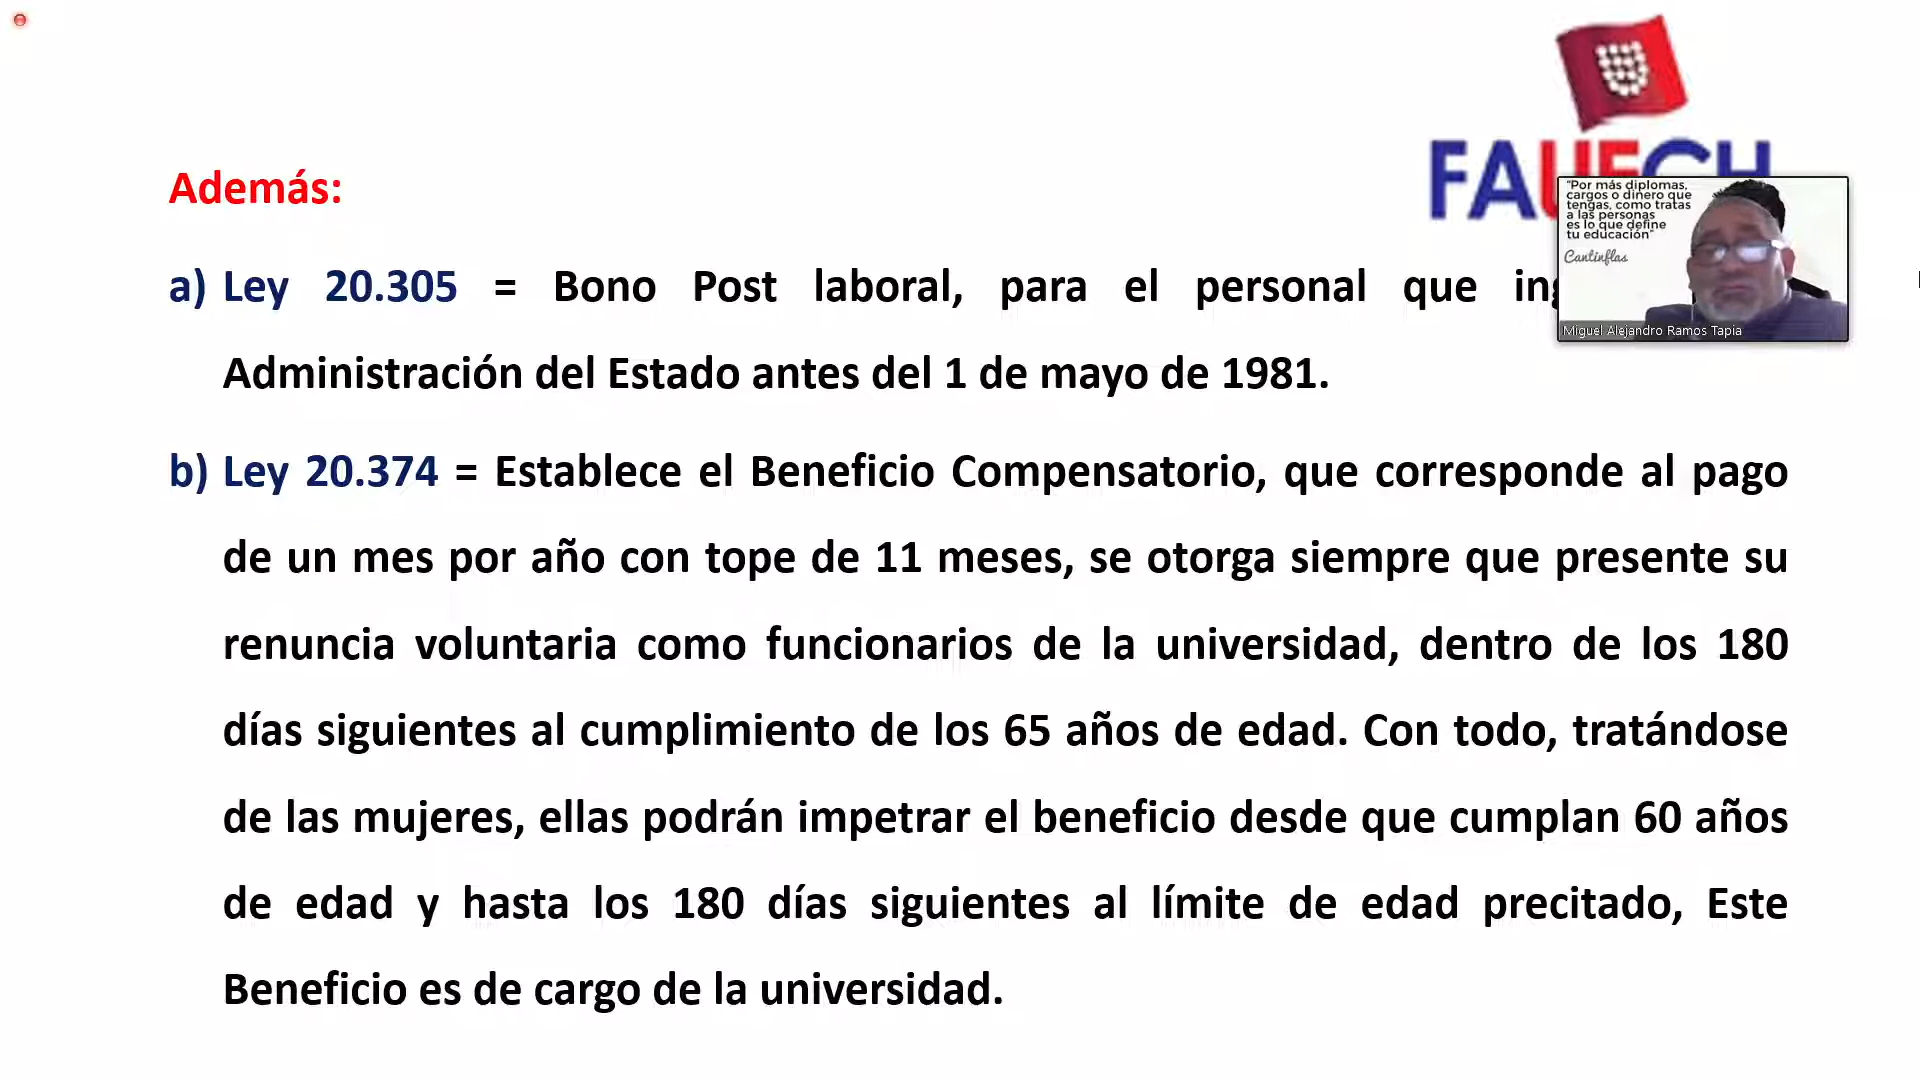 FAUECH
Además:
"Por más diplomas,
cargos o dinero que
tengas, como tratas
a las personas
es lo que define
tu educación"
Cantinflas
Miguel Alejandro Ramos Tapia
a) Ley 20.305 = Bono Post laboral, para el personal que
Administración del Estado antes del 1 de mayo de 1981.
b) Ley 20.374 = Establece el Beneficio Compensatorio, que corresponde al pago
de un mes por año con tope de 11 meses, se otorga siempre que presente su
renuncia voluntaria como funcionarios de la universidad, dentro de los 180
días siguientes al cumplimiento de los 65 años de edad. Con todo, tratándose
de las mujeres, ellas podrán impetrar el beneficio desde que cumplan 60 años
de edad y hasta los 180 días siguientes al límite de edad precitado, Este
Beneficio es de cargo de la universidad.